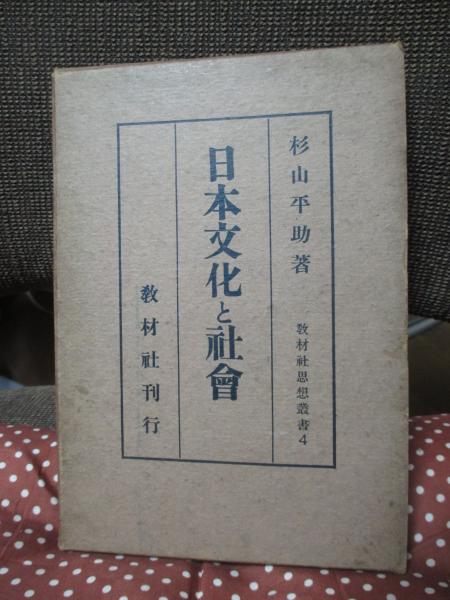 杉山平助著
教材社思想叢書4
日本文化と社會
教材社刊行